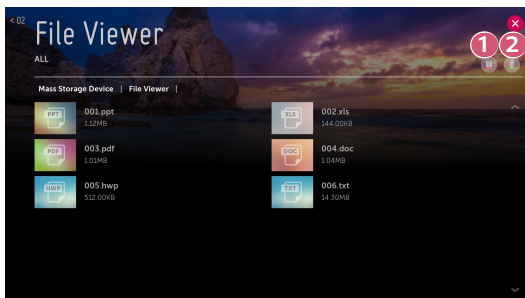 < 02
File Viewer
ALL
1 2
Mass Storage Device | File Viewer |
PPT 001.ppt
1.12MB
XLS 002.xls
144.00KB
PDF 003.pdf
1.01MB
DOC 004.doc
1.04MB
HWP 005.hwp
512.00KB
TXT 006.txt
14.30MB